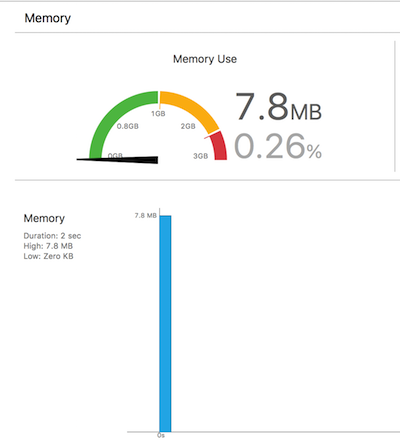 Memory
Memory Use
1GB
0.8GB
2GB
0GB
3GB
7.8MB
0.26%
Memory
Duration: 2 sec
High: 7.8 MB
Low: Zero KB
7.8 MB
0s